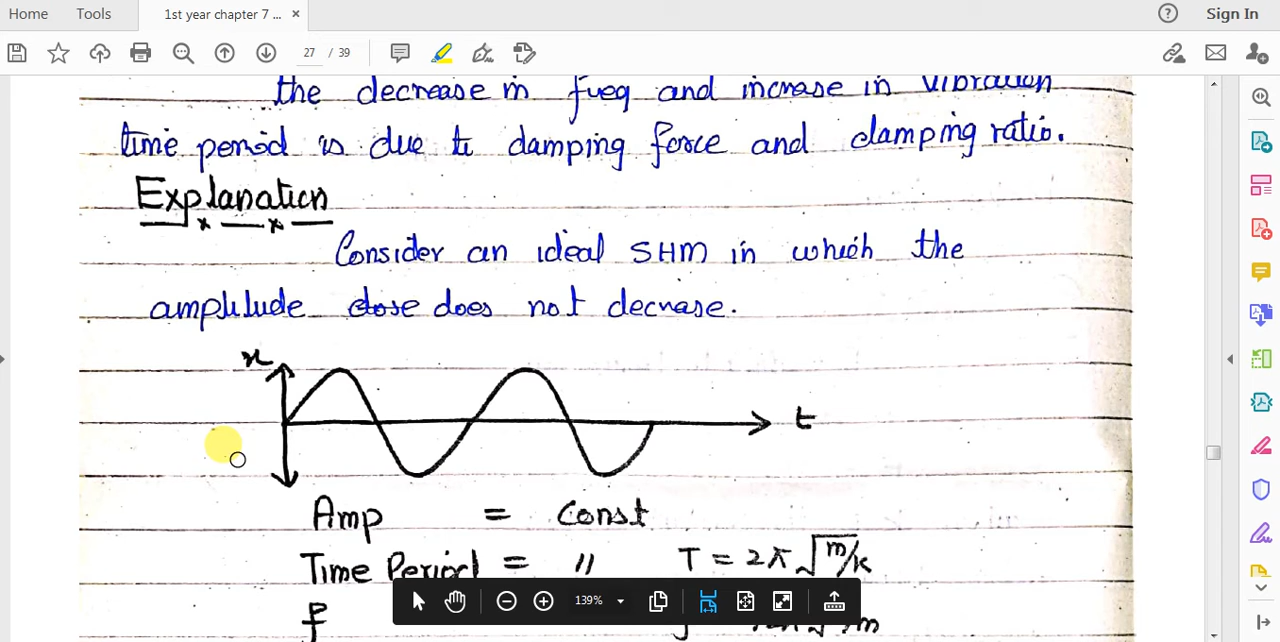 Home Tools 1st year chapter 7 ... × Sign In
27 / 39
the decrease in freq and increase in vibration
time period is due to damping force and clamping ratio.
Explanation
Consider an ideal SHM in which the
amplitude dose does not decrease.
x
t
Amp = Const
Time Period = " T = 2π √m/k
139%
f